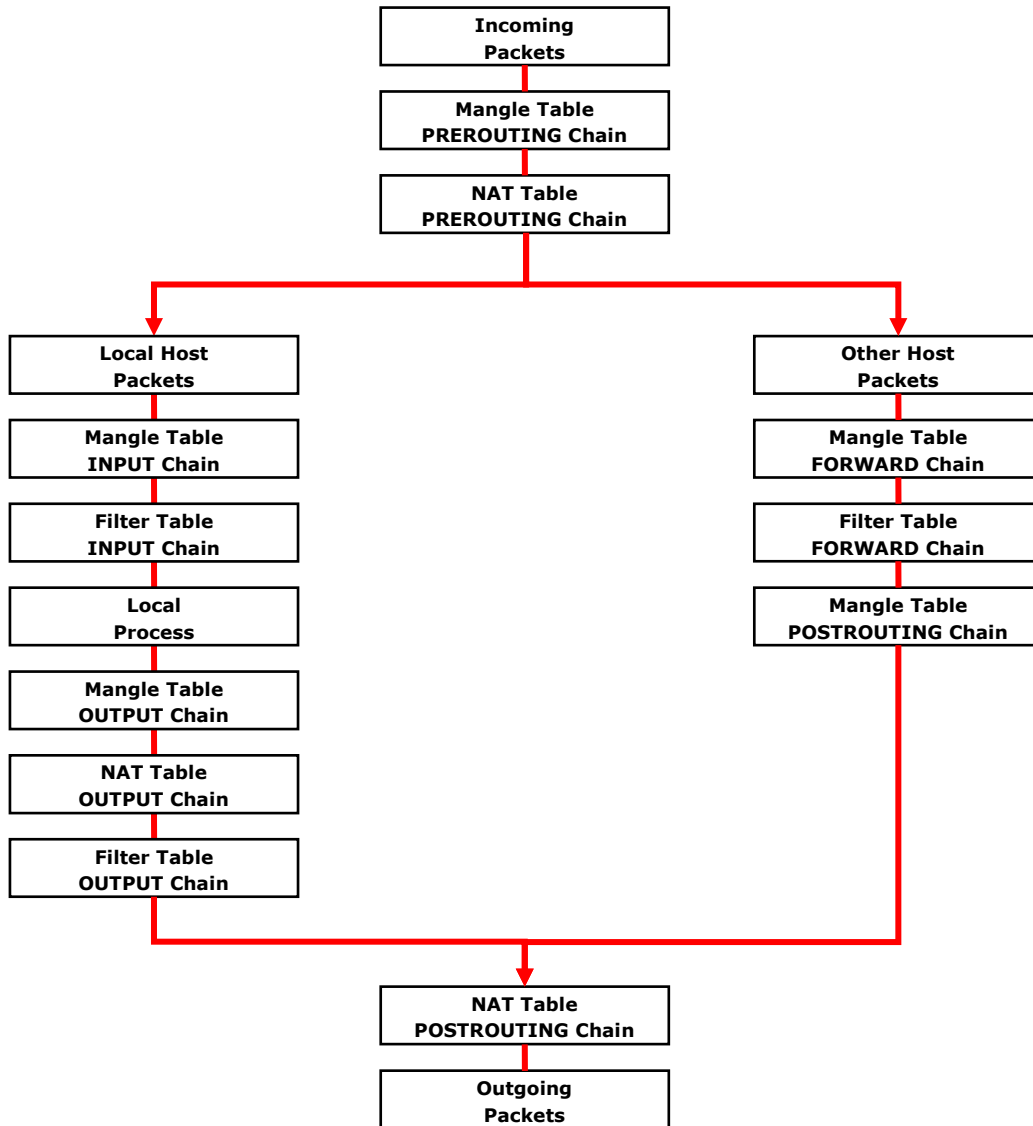 Incoming
Packets
Mangle Table
PREROUTING Chain
NAT Table
PREROUTING Chain
Local Host
Packets
Mangle Table
INPUT Chain
Filter Table
INPUT Chain
Local
Process
Mangle Table
OUTPUT Chain
NAT Table
OUTPUT Chain
Filter Table
OUTPUT Chain
Other Host
Packets
Mangle Table
FORWARD Chain
Filter Table
FORWARD Chain
Mangle Table
POSTROUTING Chain
NAT Table
POSTROUTING Chain
Outgoing
Packets